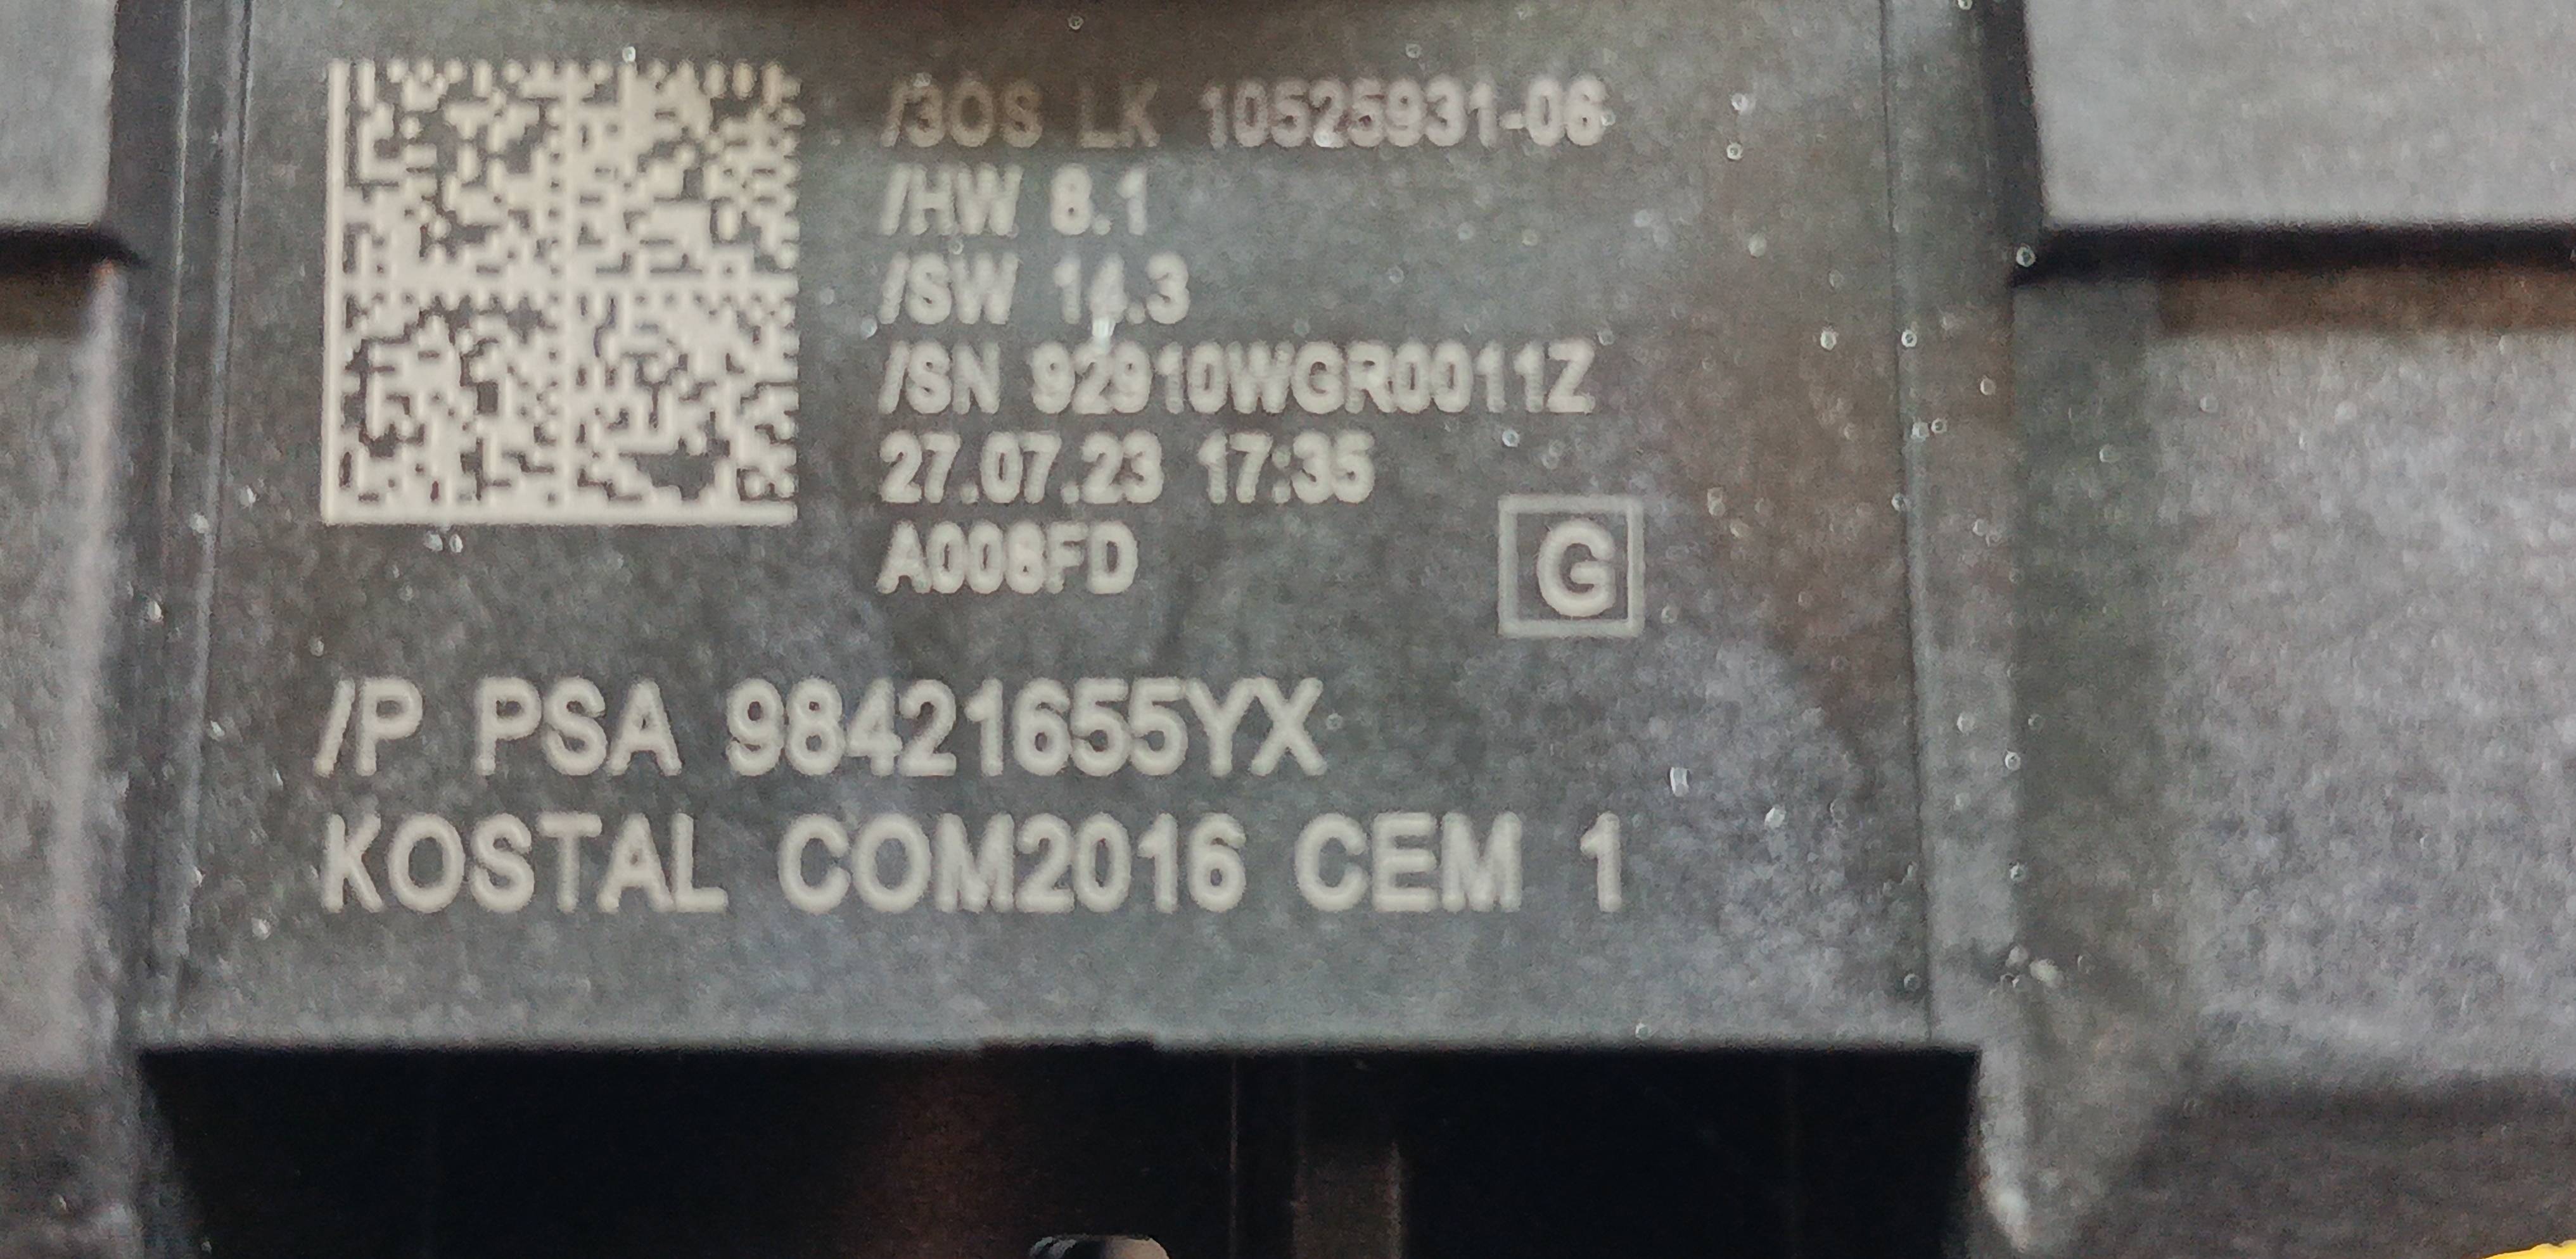 /3OS LK 10525931-06
/HW 8.1
/SW 14.3
/SN 92910WGR0011Z
27.07.23 17:35
A008FD
G
/P PSA 98421655YX
KOSTAL COM2016 CEM 1